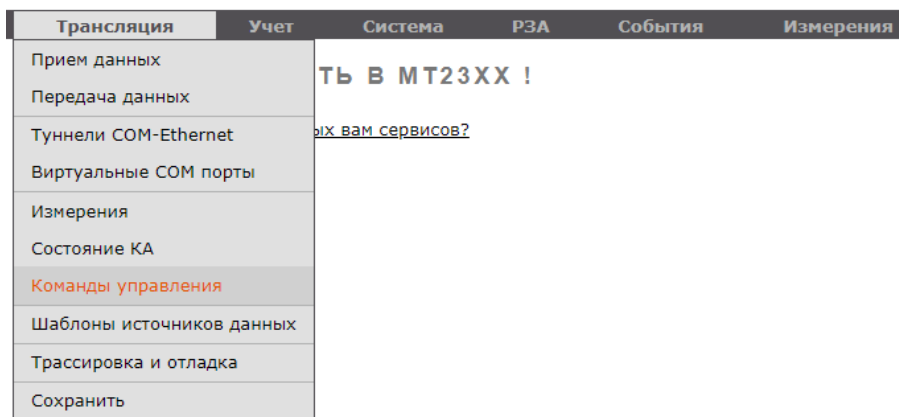 Трансляция Учет Система РЗА События Измерения
Прием данных
ТЬ В МТ23ХХ !
Передача данных
Туннели COM-Ethernet
ых вам сервисов?
Виртуальные COM порты
Измерения
Состояние КА
Команды управления
Шаблоны источников данных
Трассировка и отладка
Сохранить